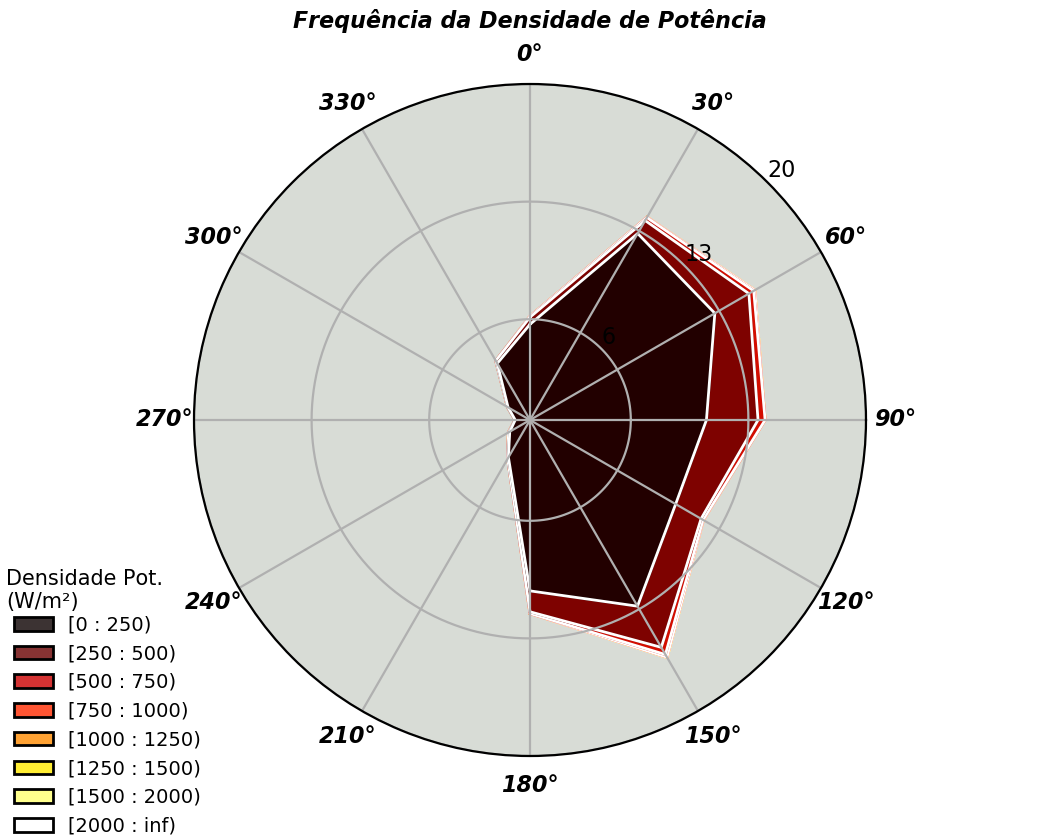 Frequência da Densidade de Potência
0°
330°
30°
20
300°
60°
13
6
270°
90°
240°
120°
210°
150°
180°
Densidade Pot.
(W/m²)
[0 : 250)
[250 : 500)
[500 : 750)
[750 : 1000)
[1000 : 1250)
[1250 : 1500)
[1500 : 2000)
[2000 : inf)